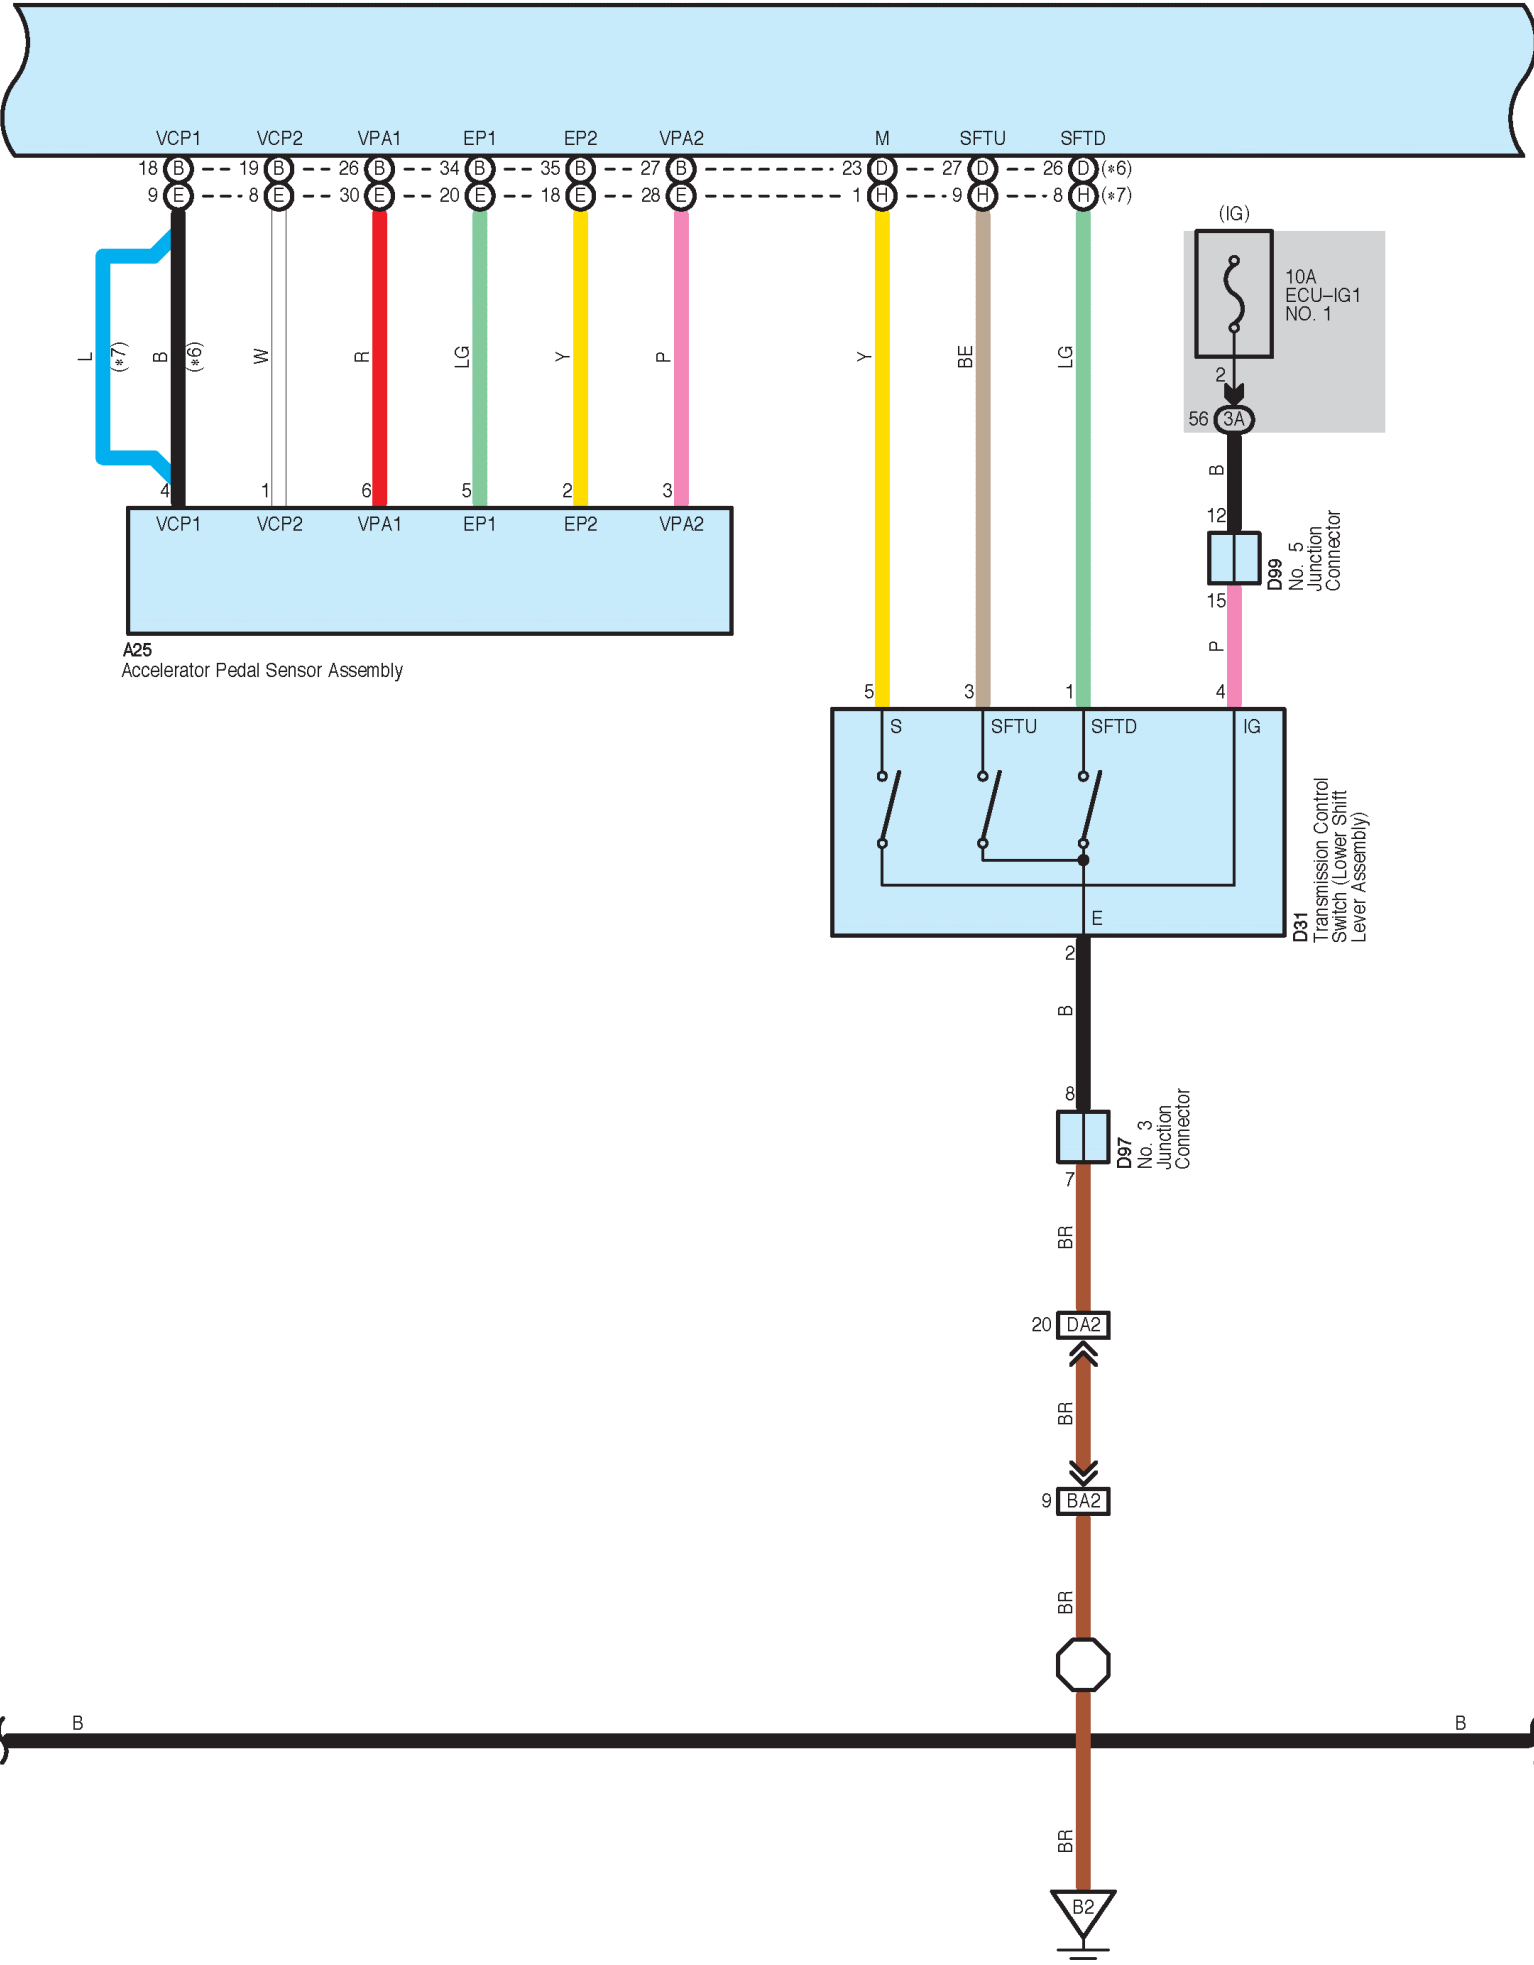 VCP1 VCP2 VPA1 EP1 EP2 VPA2 M SFTU SFTD
18 B 19 B 26 B 34 B 35 B 27 B 23 D 27 D 26 D (*6)
9 E 8 E 30 E 20 E 18 E 28 E 1 H 9 H 8 H (*7)
(IG)
10A
ECU–IG1
NO. 1
2
56 3A
L
(*7)
B
(*6)
W
R
LG
Y
P
Y
BE
LG
B
4 1 6 5 2 3
12
VCP1 VCP2 VPA1 EP1 EP2 VPA2
D99
No. 5
Junction
Connector
15
P
A25
Accelerator Pedal Sensor Assembly
5 3 1 4
S SFTU SFTD IG
E
D31
Transmission Control
Switch (Lower Shift
Lever Assembly)
2
B
8
D97
No. 3
Junction
Connector
7
BR
20 DA2
BR
9 BA2
BR
B B
BR
B2